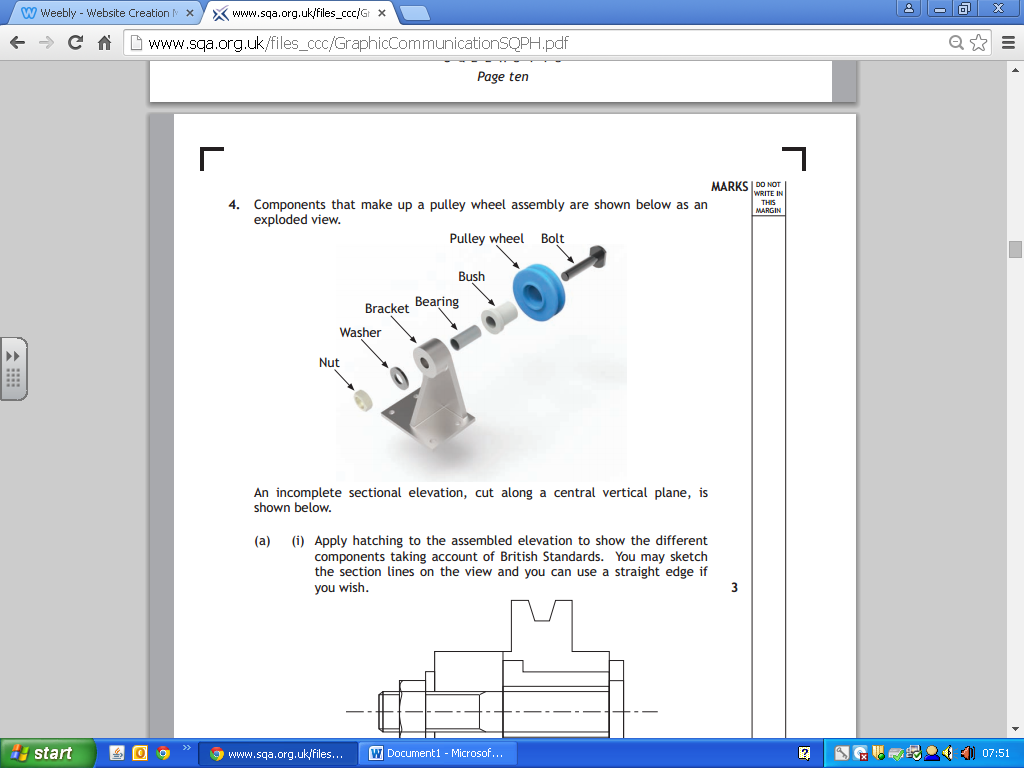 Weebly - Website Creation M
www.sqa.org.uk/files_ccc/Gr
www.sqa.org.uk/files_ccc/GraphicCommunicationSQPH.pdf
Page ten
MARKS
DO NOT
WRITE IN
THIS
MARGIN
4. Components that make up a pulley wheel assembly are shown below as an
exploded view.
Pulley wheel
Bolt
Bush
Bearing
Bracket
Washer
Nut
An incomplete sectional elevation, cut along a central vertical plane, is
shown below.
(a) (i) Apply hatching to the assembled elevation to show the different
components taking account of British Standards. You may sketch
the section lines on the view and you can use a straight edge if
you wish.
3
start
www.sqa.org.uk/files...
Document1 - Microsof...
07:51